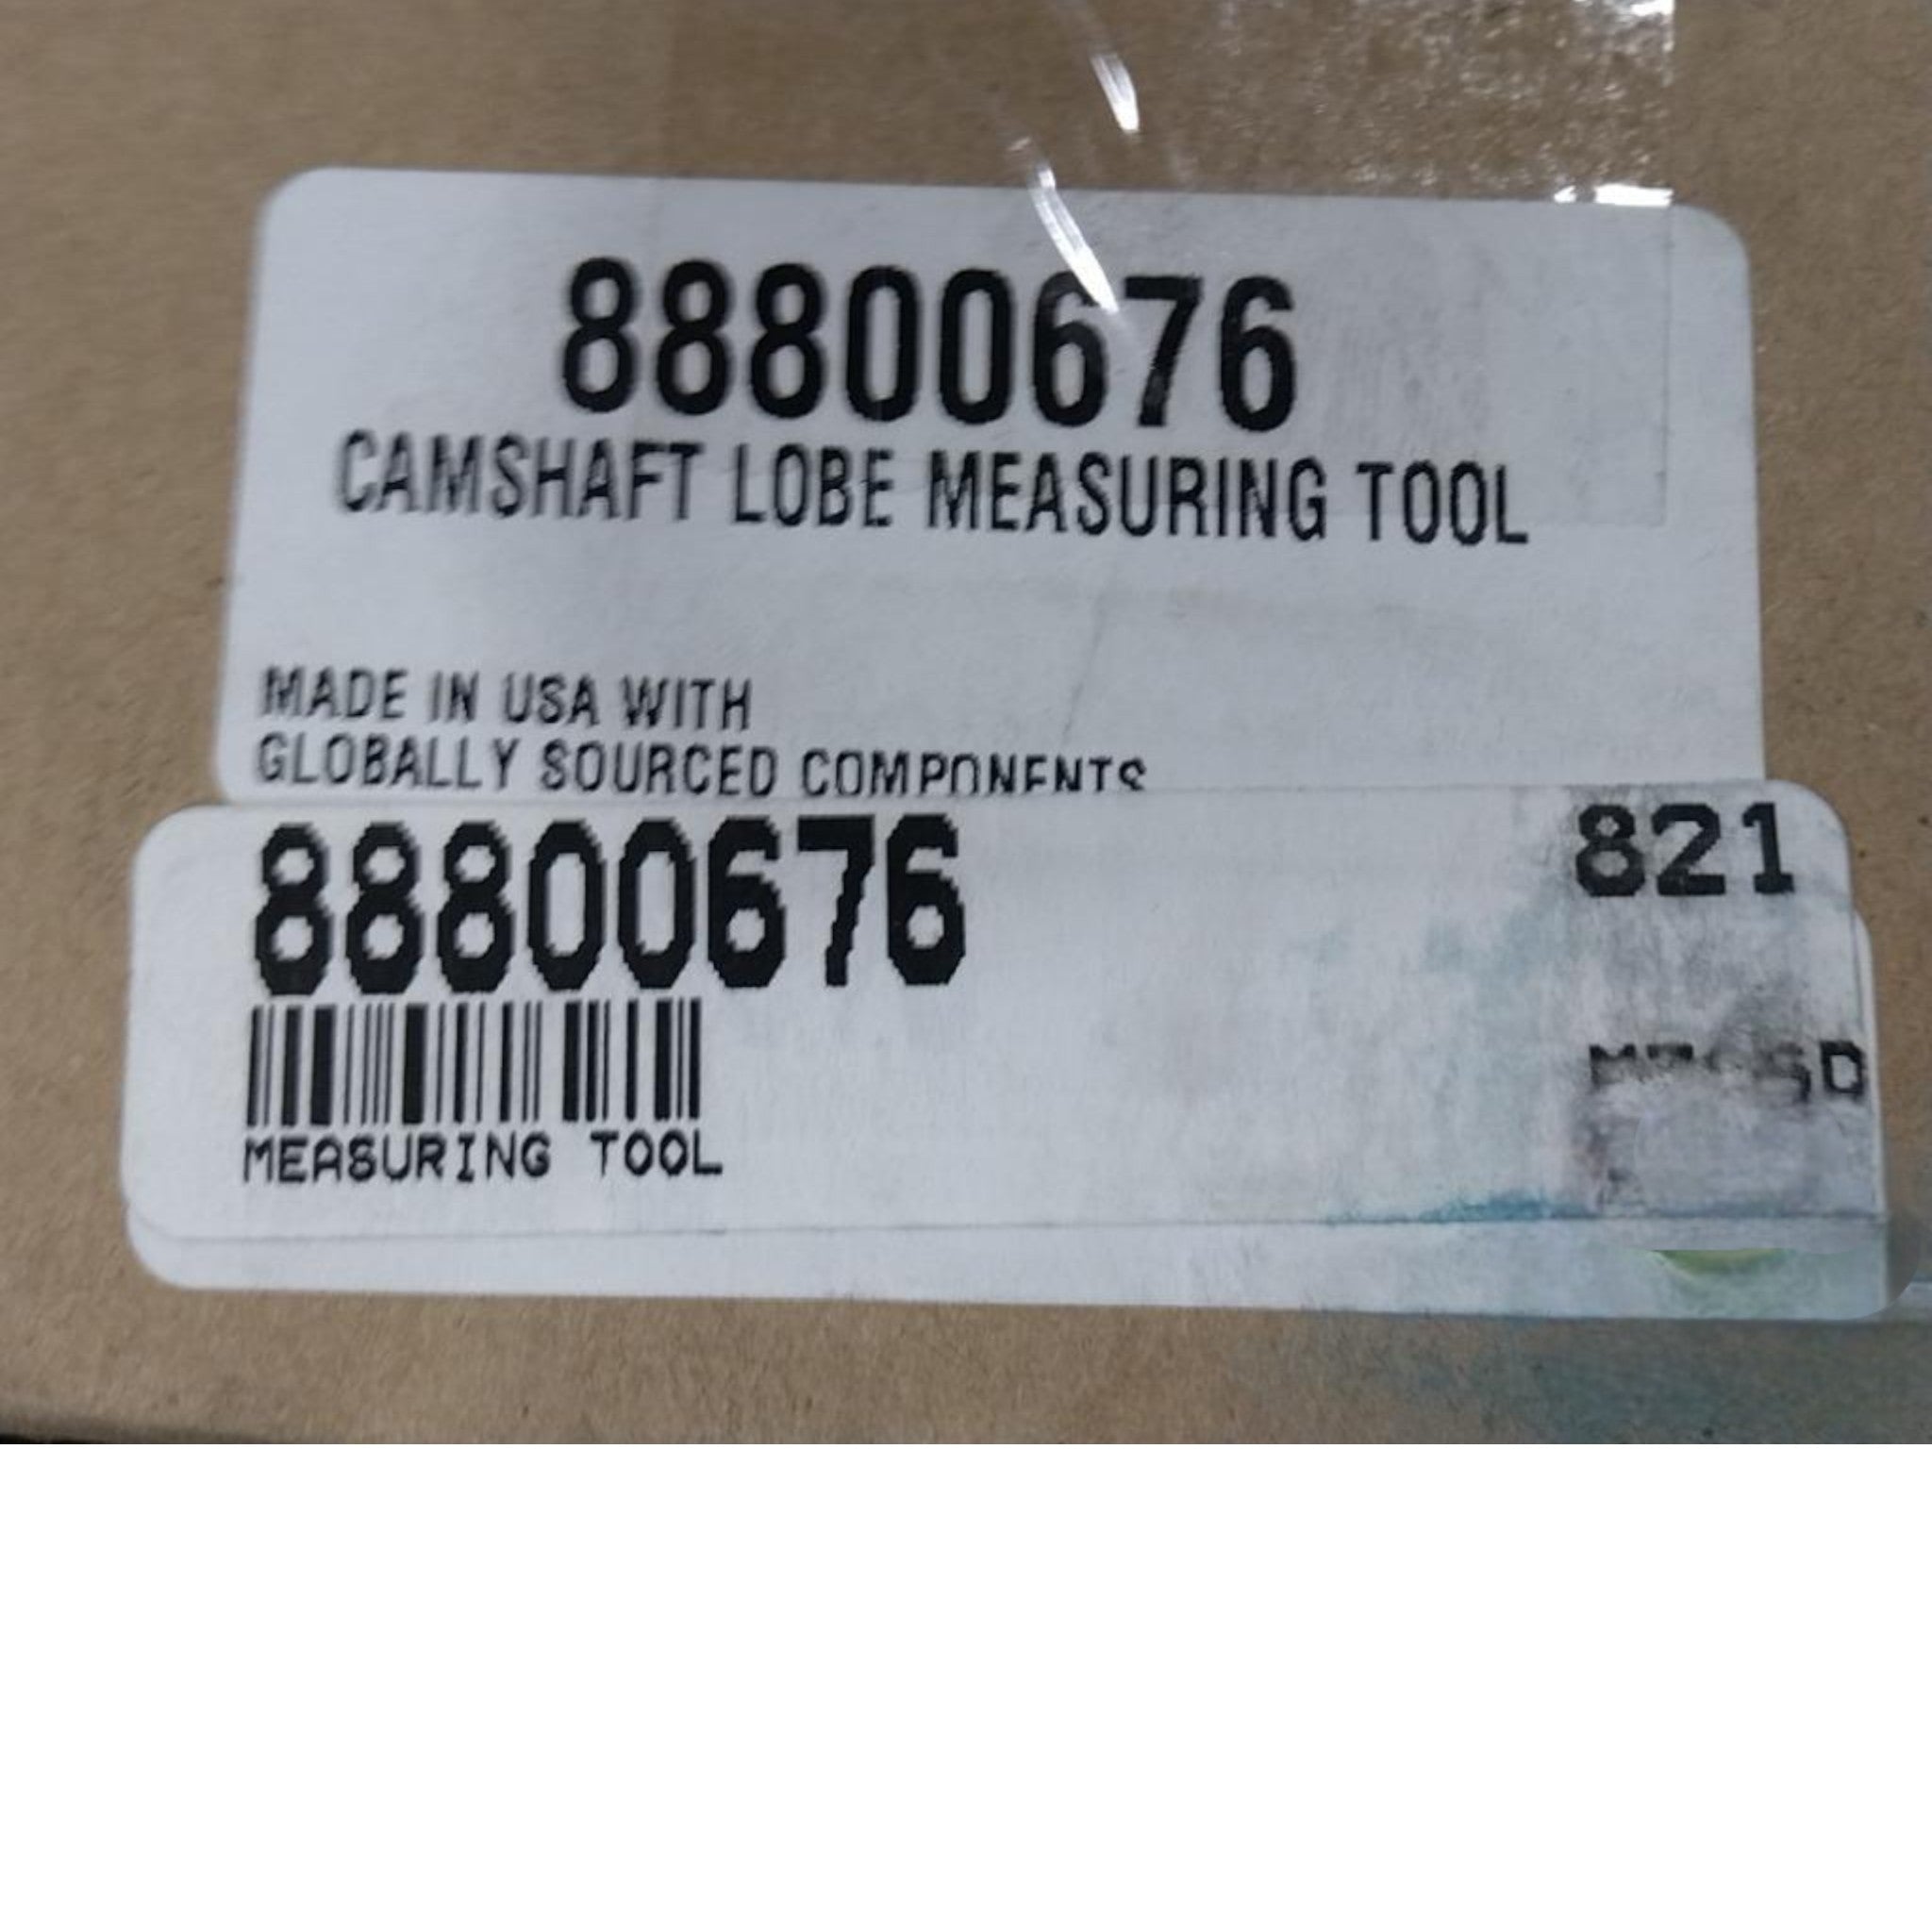 88800676
CAMSHAFT LOBE MEASURING TOOL
MADE IN USA WITH
GLOBALLY SOURCED COMPONENTS
88800676
821
MEASURING TOOL